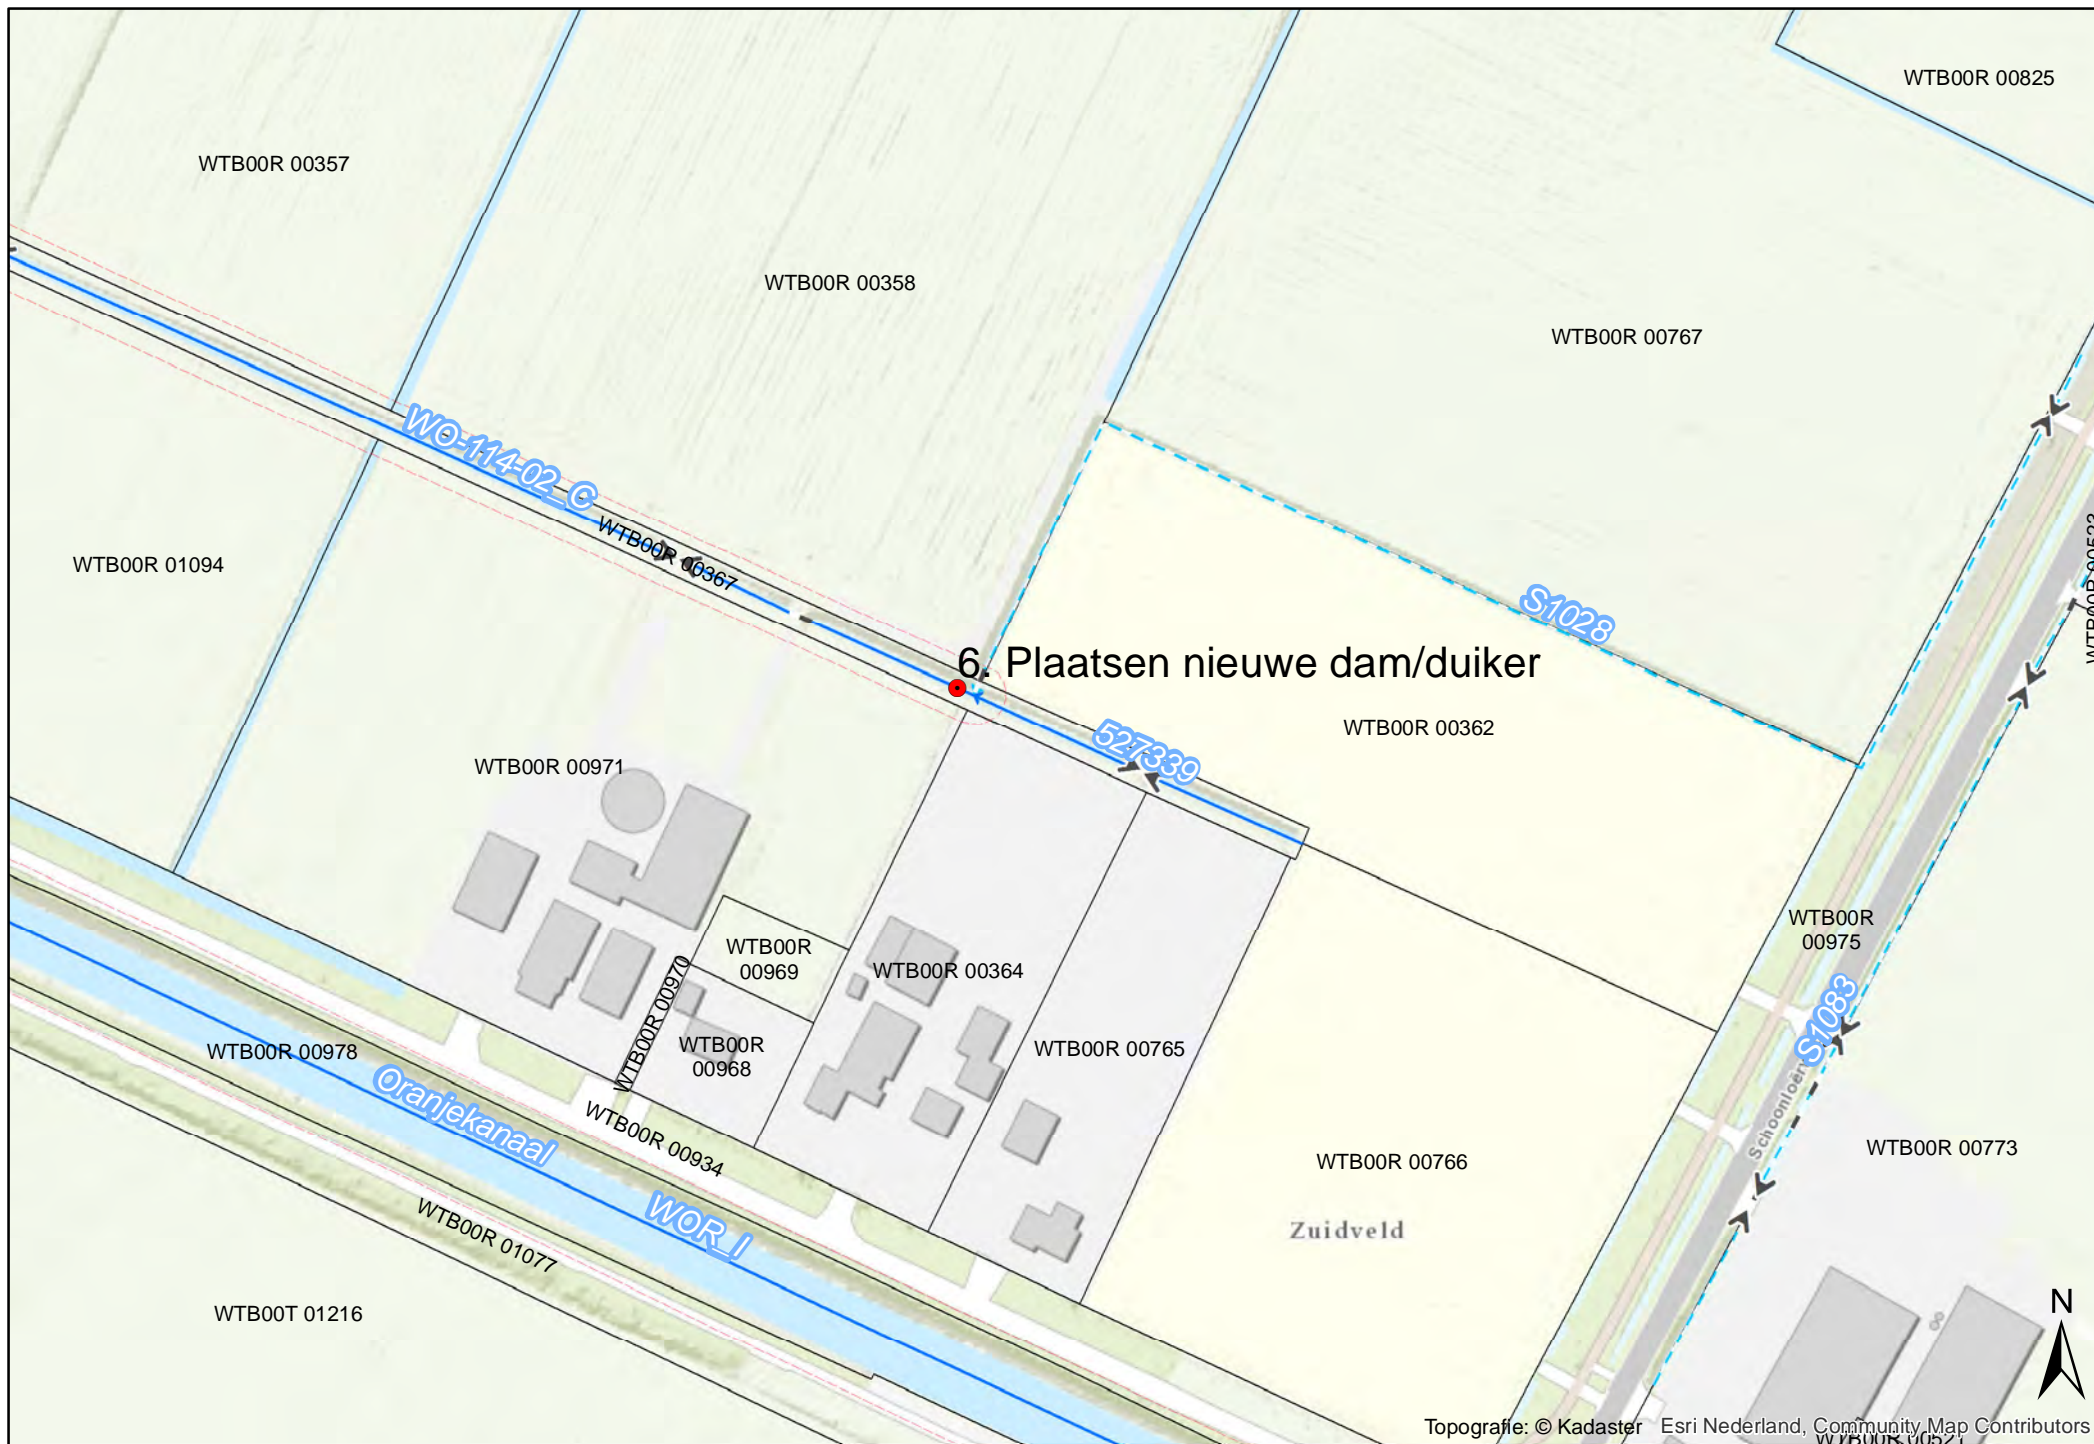 WTB00R 00825
WTB00R 00357
WTB00R 00358
WTB00R 00767
WO-114-02_C
WTB00R 00367
WTB00R 01094
WTB00R 00533
S1028
6. Plaatsen nieuwe dam/duiker
WTB00R 00362
527339
WTB00R 00971
WTB00R
00975
WTB00R
00969
WTB00R 00364
WTB00R 00970
S1083
WTB00R 00978
WTB00R
00968
WTB00R 00765
Oranjekanaal
WTB00R 00934
WTB00R 00773
WTB00R 00766
WOR_I
WTB00R 01077
Zuidveld
WTB00T 01216
N
Topografie: © Kadaster
Esri Nederland, Community Map Contributors